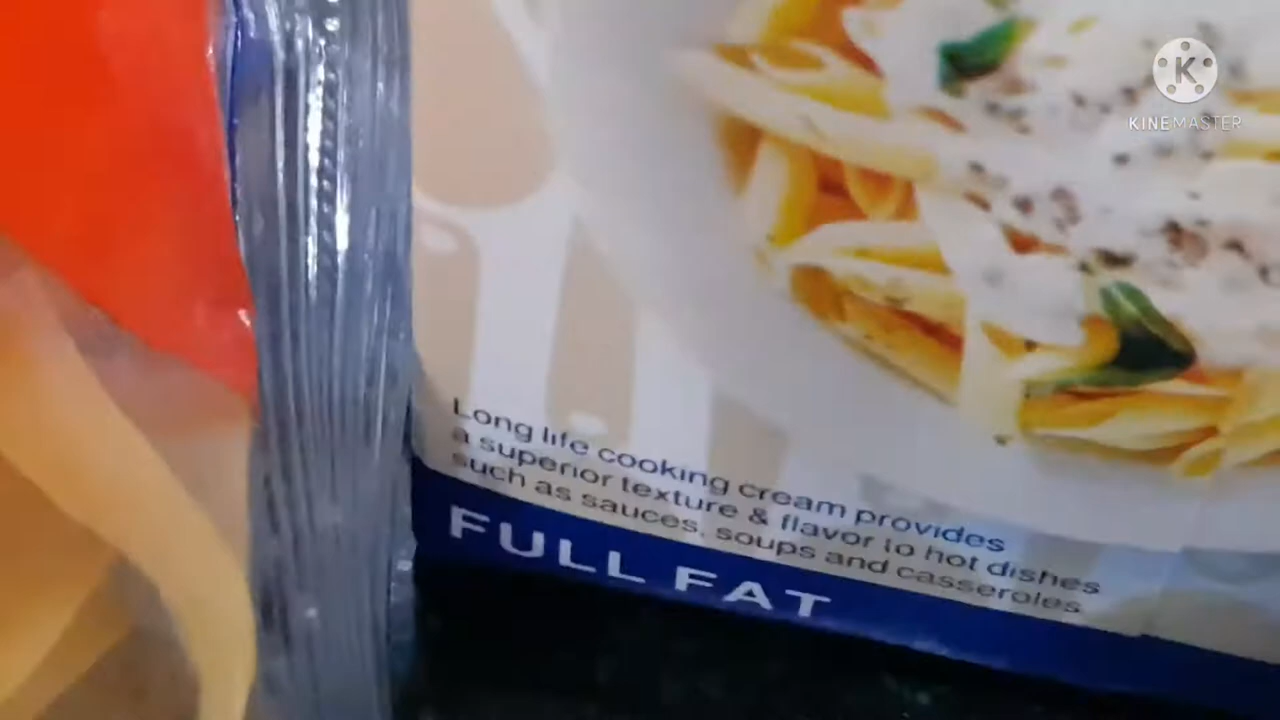 K
KINEMASTER
Long life cooking cream provides
a superior texture & flavor to hot dishes
such as sauces, soups and casseroles
FULL FAT